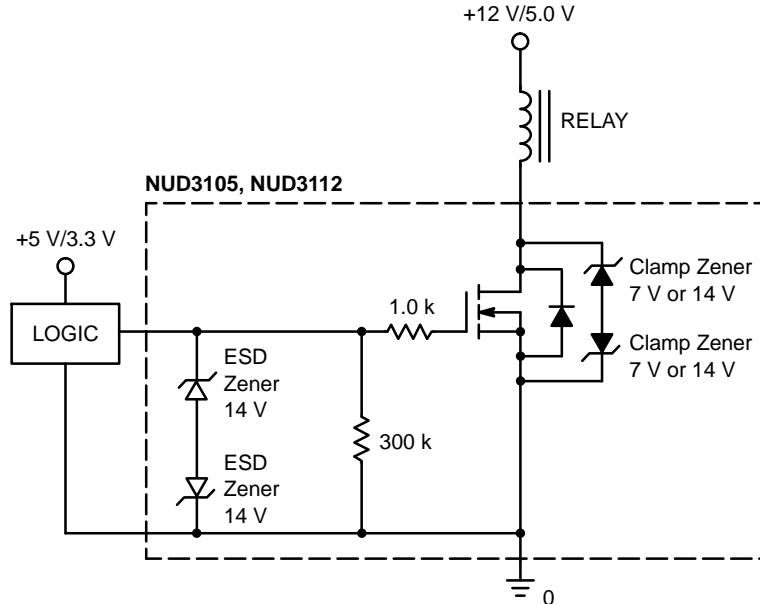 +12 V/5.0 V
RELAY
NUD3105, NUD3112
+5 V/3.3 V
LOGIC
1.0 k
Clamp Zener
7 V or 14 V
Clamp Zener
7 V or 14 V
ESD
Zener
14 V
300 k
ESD
Zener
14 V
0